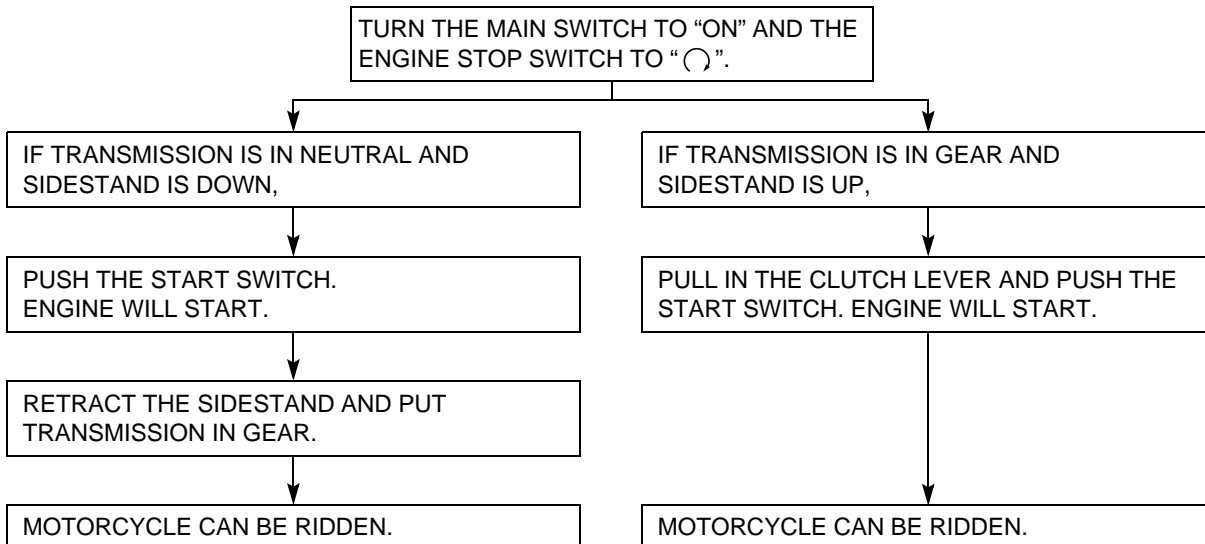 TURN THE MAIN SWITCH TO “ON” AND THE
ENGINE STOP SWITCH TO “ ”.
IF TRANSMISSION IS IN NEUTRAL AND
SIDESTAND IS DOWN,
PUSH THE START SWITCH.
ENGINE WILL START.
RETRACT THE SIDESTAND AND PUT
TRANSMISSION IN GEAR.
MOTORCYCLE CAN BE RIDDEN.
IF TRANSMISSION IS IN GEAR AND
SIDESTAND IS UP,
PULL IN THE CLUTCH LEVER AND PUSH THE
START SWITCH. ENGINE WILL START.
MOTORCYCLE CAN BE RIDDEN.